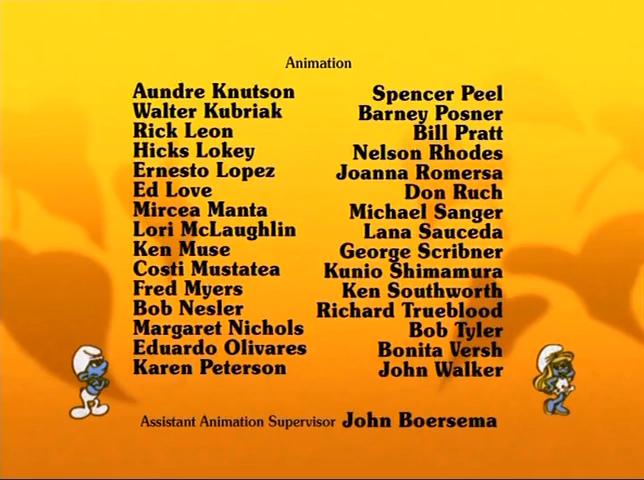 Animation
Aundre Knutson
Walter Kubriak
Rick Leon
Hicks Lokey
Ernesto Lopez
Ed Love
Mircea Manta
Lori McLaughlin
Ken Muse
Costi Mustatea
Fred Myers
Bob Nesler
Margaret Nichols
Eduardo Olivares
Karen Peterson
Spencer Peel
Barney Posner
Bill Pratt
Nelson Rhodes
Joanna Romersa
Don Ruch
Michael Sanger
Lana Sauceda
George Scribner
Kunio Shimamura
Ken Southworth
Richard Trueblood
Bob Tyler
Bonita Versh
John Walker
Assistant Animation Supervisor John Boersema